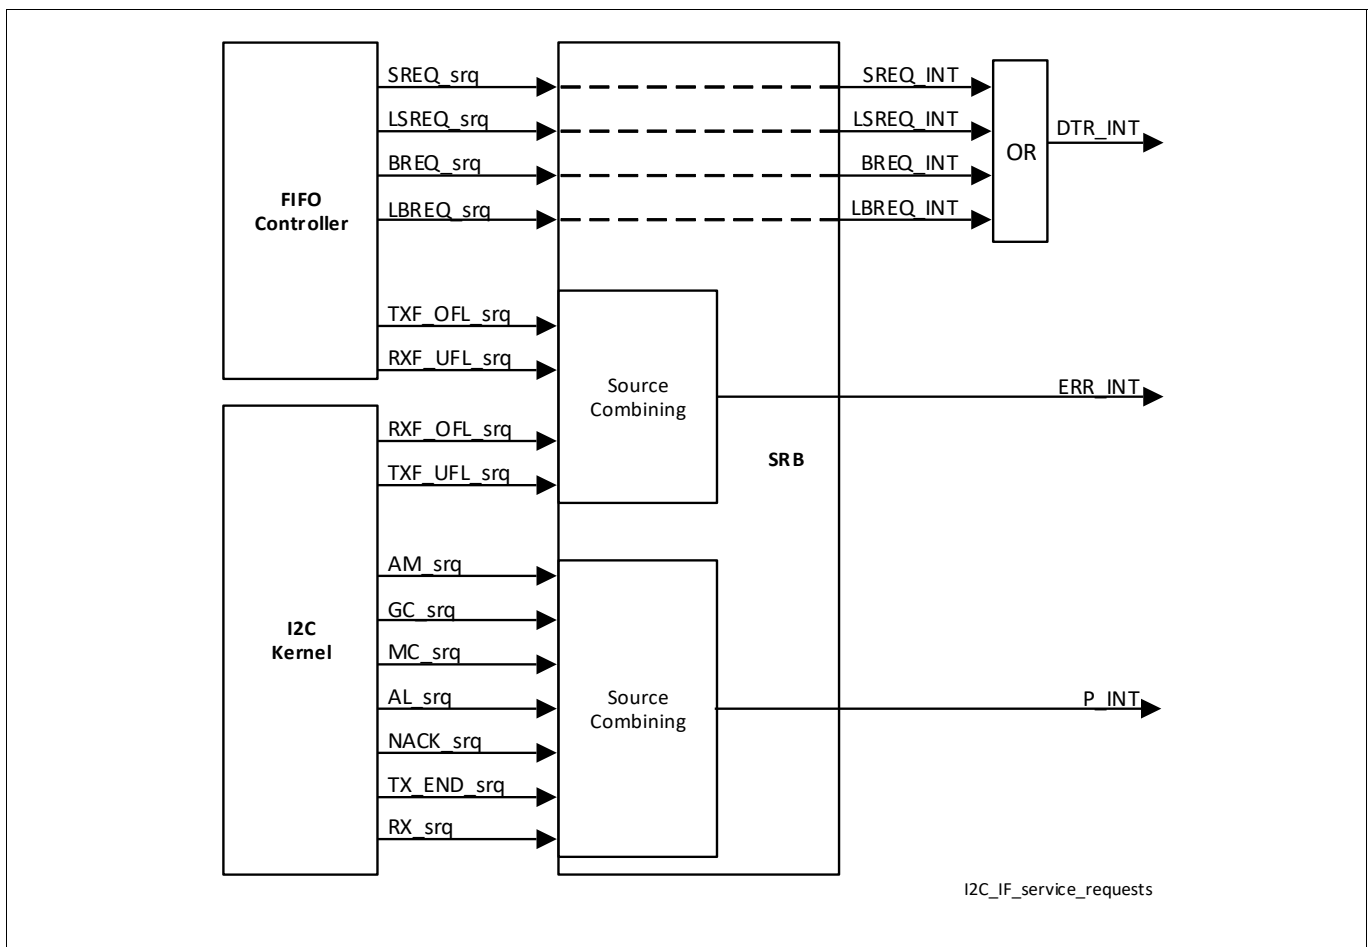 FIFO
Controller
SREQ_srq
LSREQ_srq
BREQ_srq
LBREQ_srq
TXF_OFL_srq
RXF_UFL_srq
I2C
Kernel
RXF_OFL_srq
TXF_UFL_srq
AM_srq
GC_srq
MC_srq
AL_srq
NACK_srq
TX_END_srq
RX_srq
Source
Combining
Source
Combining
SRB
SREQ_INT
LSREQ_INT
BREQ_INT
LBREQ_INT
OR
DTR_INT
ERR_INT
P_INT
I2C_IF_service_requests